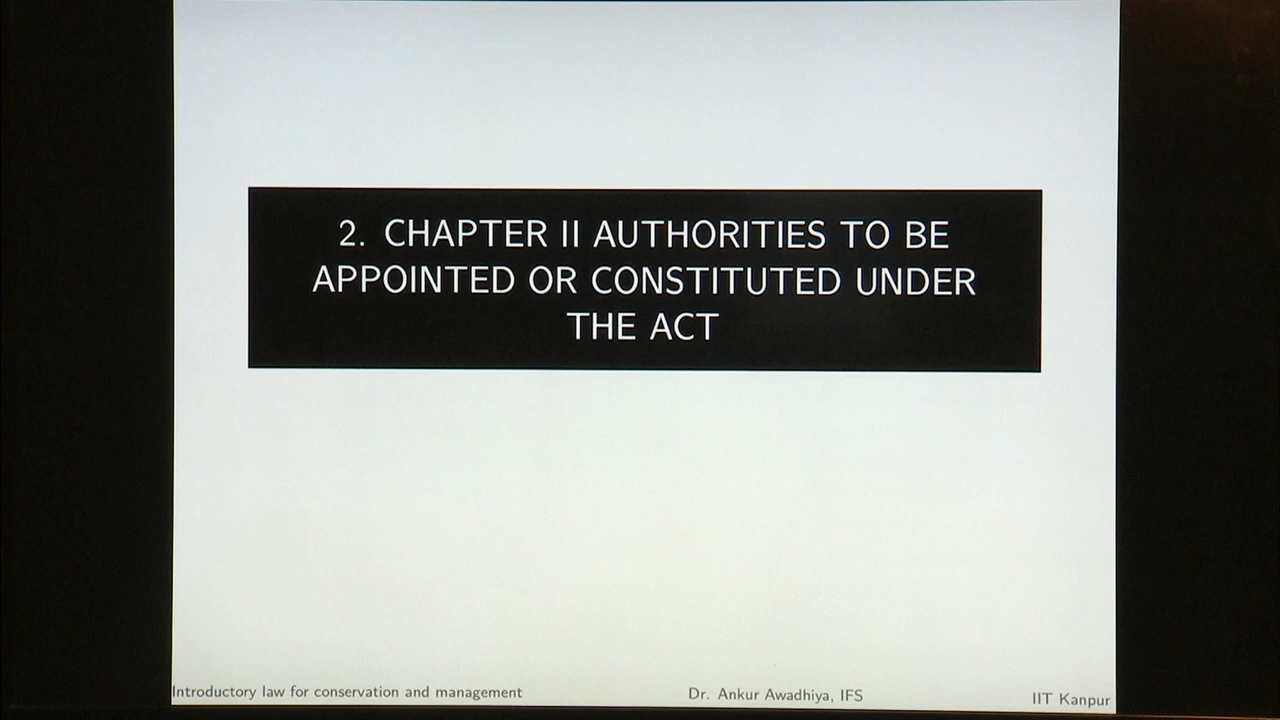 2. CHAPTER II AUTHORITIES TO BE
APPOINTED OR CONSTITUTED UNDER
THE ACT
Introductory law for conservation and management
Dr. Ankur Awadhiya, IFS
IIT Kanpur